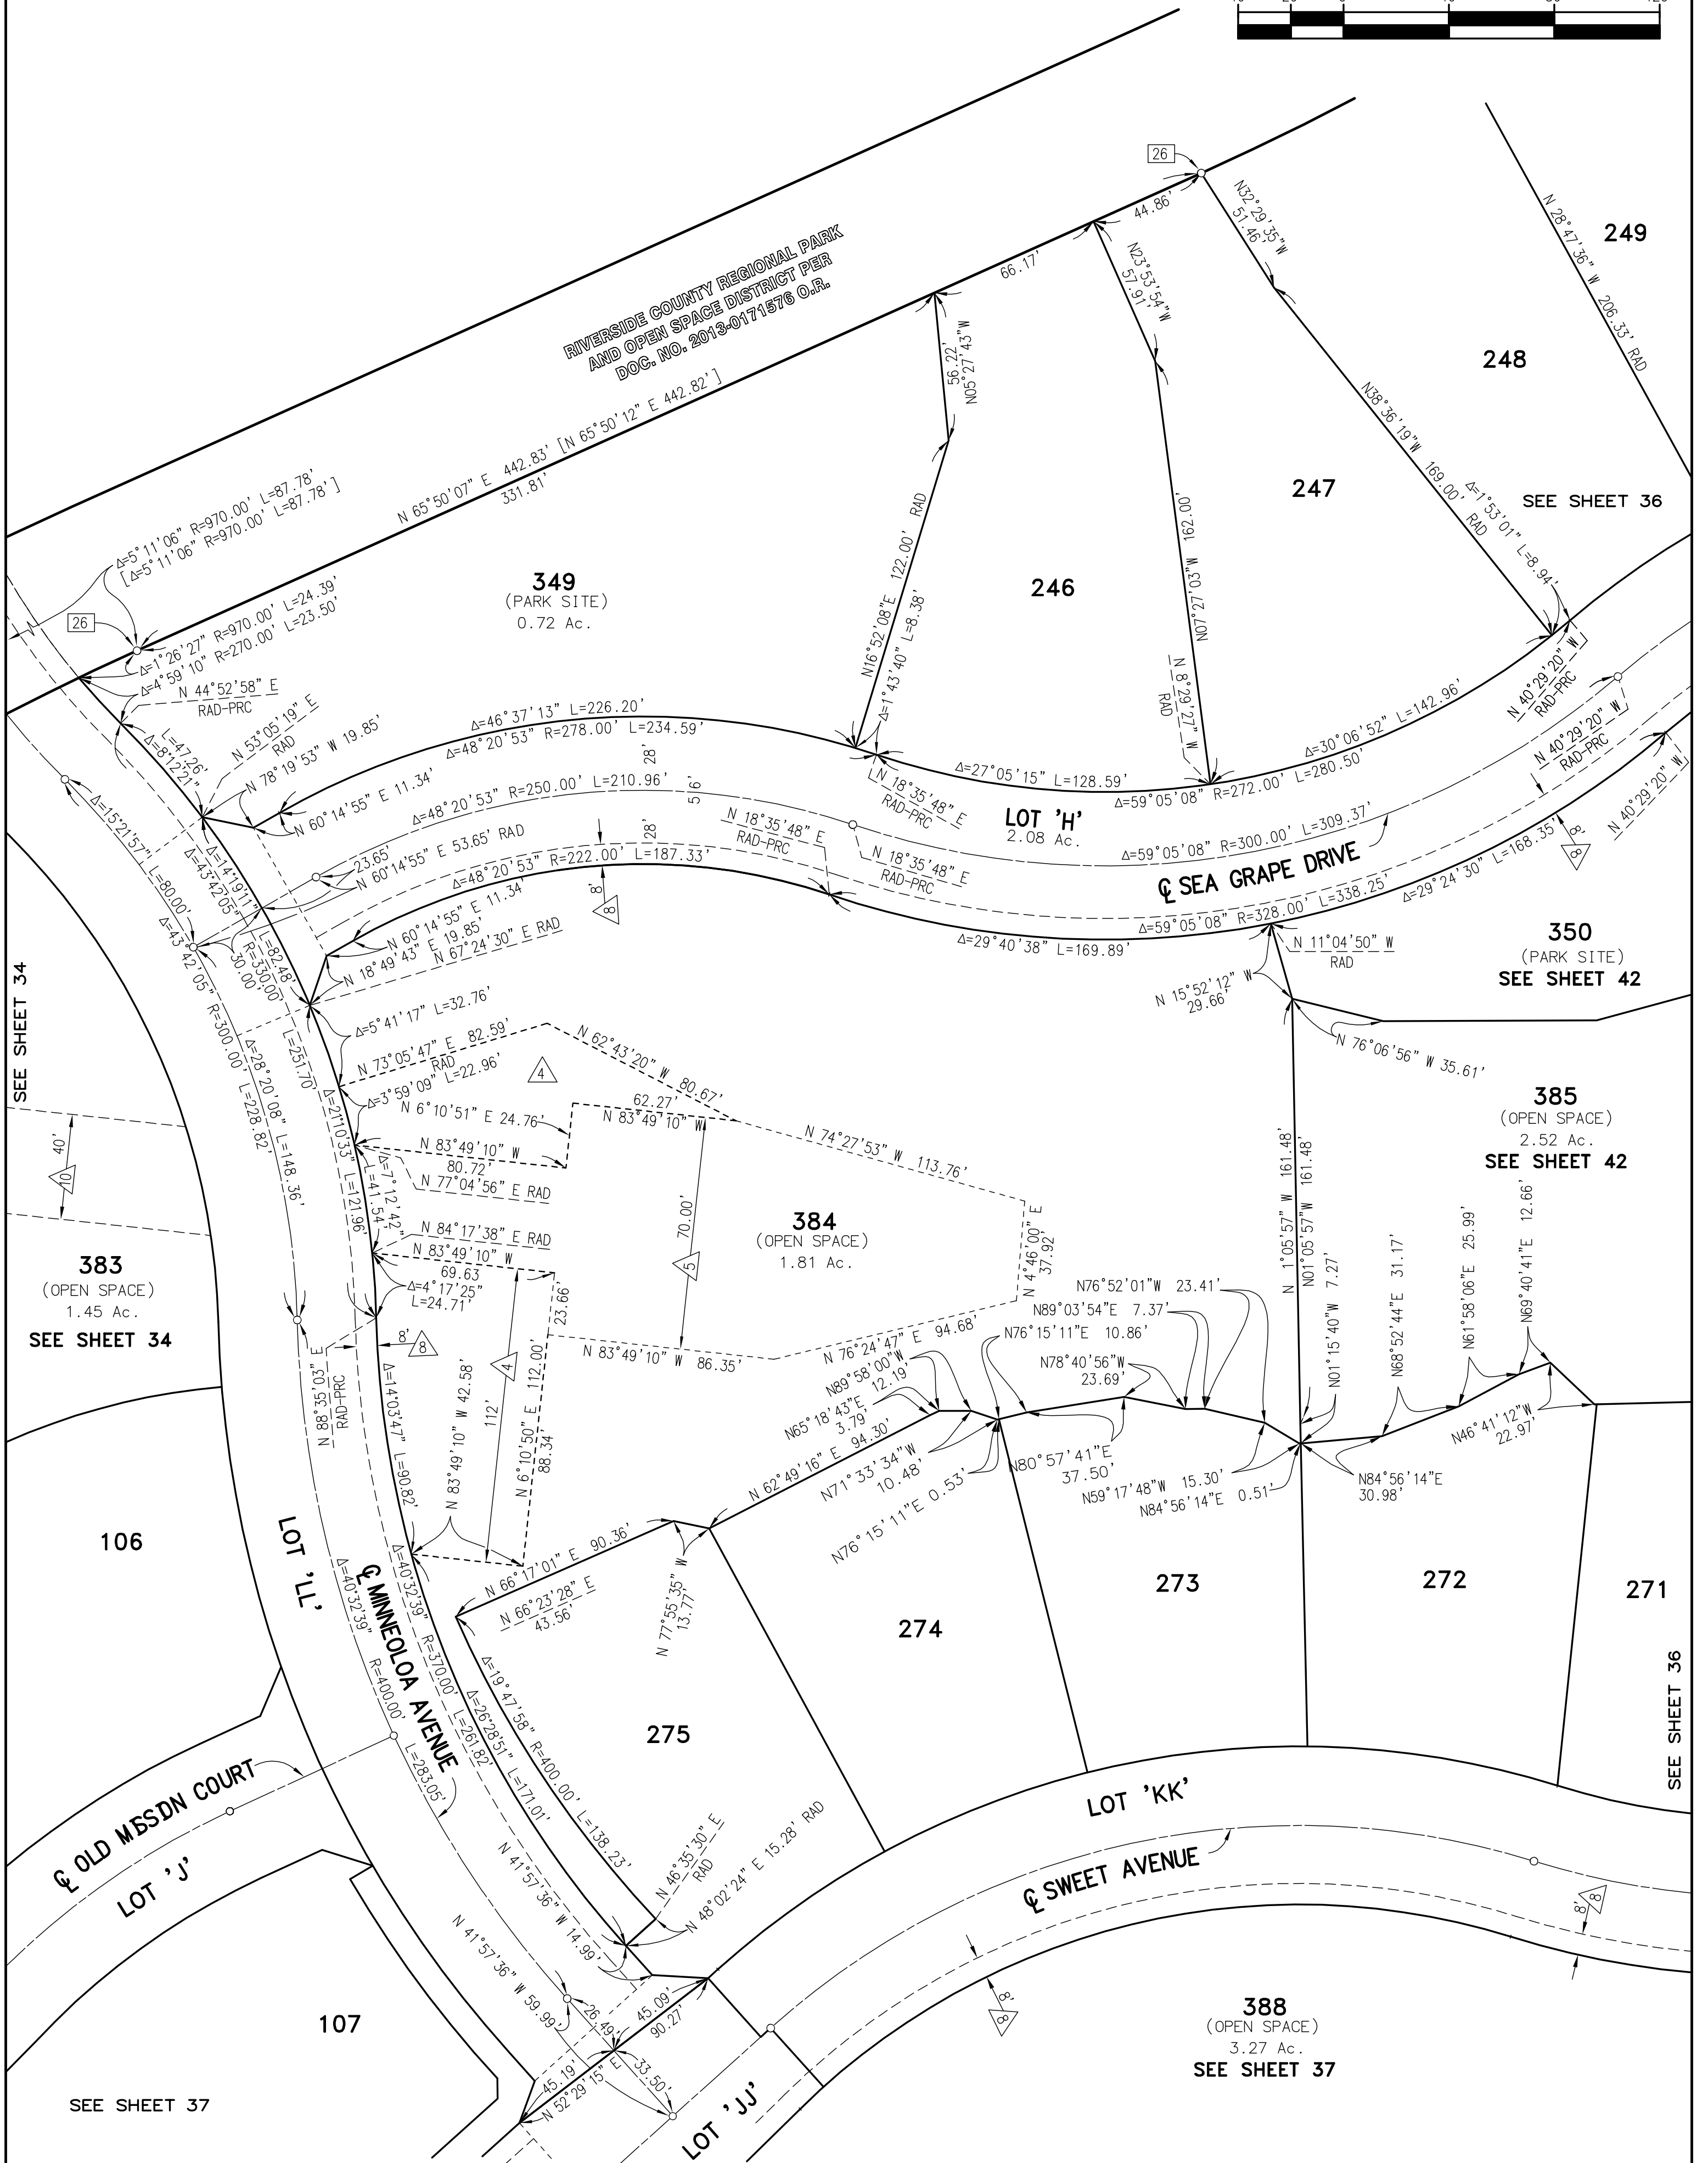 26
44.86'
N32°29'35"W
51.46'
N 28°47'36" W 206.33' RAD
249
RIVERSIDE COUNTY REGIONAL PARK
AND OPEN SPACE DISTRICT PER
DOC. NO. 2013-0171576 O.R.
66.17'
N23°53'54"W
57.91'
248
N 65°50'07" E 442.83' [N 65°50'12" E 442.82']
331.81'
56.22'
N05°27'43"W
N38°36'19"W 169.00' RAD
247
Δ=1°53'01" L=8.94'
SEE SHEET 36
Δ=5°11'06" R=970.00' L=87.78'
[Δ=5°11'06" R=970.00' L=87.78']
349
(PARK SITE)
0.72 Ac.
N16°52'08"E 122.00' RAD
246
N07°27'03"W 162.00'
26
Δ=1°26'27" R=970.00' L=24.39'
Δ=4°59'10" R=270.00' L=23.50'
N 44°52'58" E
RAD-PRC
Δ=1°43'40" L=8.38'
N 8°29'27" W
RAD
N 40°29'20" W
RAD-PRC
L=47.26'
Δ=8°12'21"
N 53°05'19" E
RAD
N 78°19'53" W 19.85'
Δ=46°37'13" L=226.20'
Δ=48°20'53" R=278.00' L=234.59'
28'
N 60°14'55" E 11.34'
Δ=48°20'53" R=250.00' L=210.96'
56'
N 18°35'48" E
RAD-PRC
Δ=27°05'15" L=128.59'
Δ=30°06'52" L=142.96'
Δ=59°05'08" R=272.00' L=280.50'
N 40°29'20" W
RAD-PRC
LOT 'H'
2.08 Ac.
Δ=59°05'08" R=300.00' L=309.37'
℄ SEA GRAPE DRIVE
N 40°29'20" W
8'
8
N 18°35'48" E
RAD-PRC
N 18°35'48" E
RAD-PRC
28'
23.65'
N 60°14'55" E 53.65' RAD
Δ=48°20'53" R=222.00' L=187.33'
8'
8
Δ=15°21'57" L=80.00'
Δ=14°19'11" L=82.48'
Δ=43°42'05" R=330.00' L=251.70'
30.00'
N 60°14'55" E 11.34'
N 18°49'43" E 19.85'
N 67°24'30" E RAD
Δ=29°40'38" L=169.89'
Δ=59°05'08" R=328.00' L=338.25'
Δ=29°24'30" L=168.35'
N 11°04'50" W
RAD
350
(PARK SITE)
SEE SHEET 42
SEE SHEET 34
Δ=43°42'05" R=300.00' L=228.82'
Δ=28°20'08" L=148.36'
Δ=5°41'17" L=32.76'
N 15°52'12" W
29.66'
N 76°06'56" W 35.61'
N 73°05'47" E 82.59'
RAD
N 62°43'20" W 80.67'
4
Δ=3°59'09" L=22.96'
N 6°10'51" E 24.76'
62.27'
N 83°49'10" W
385
(OPEN SPACE)
2.52 Ac.
SEE SHEET 42
40'
10
Δ=21°10'33" L=121.96'
N 83°49'10" W
80.72'
N 77°04'56" E RAD
Δ=7°12'42"
L=41.54'
N 74°27'53" W 113.76'
N 1°05'57" W 161.48'
N01°05'57"W 161.48'
N 84°17'38" E RAD
N 83°49'10" W
69.63
70.00'
5
384
(OPEN SPACE)
1.81 Ac.
N 4°46'00" E
37.92'
383
(OPEN SPACE)
1.45 Ac.
SEE SHEET 34
Δ=4°17'25"
L=24.71'
23.66'
8'
8
4
N 83°49'10" W 86.35'
N 76°24'47" E 94.68'
N76°52'01"W 23.41'
N89°03'54"E 7.37'
N76°15'11"E 10.86'
N78°40'56"W
23.69'
N01°15'40"W 7.27'
N68°52'44"E 31.17'
N61°58'06"E 25.99'
N69°40'41"E 12.66'
N 88°35'03" E
RAD-PRC
Δ=14°03'47" L=90.82'
N 83°49'10" W 42.58'
112'
N 6°10'50" E 112.00'
88.34'
N89°58'00"W
12.19'
N65°18'43"E
3.79'
N 62°49'16" E 94.30'
N71°33'34"W
10.48'
N76°15'11"E 0.53'
N80°57'41"E
37.50'
N59°17'48"W 15.30'
N84°56'14"E 0.51'
N84°56'14"E
30.98'
N46°41'12"W
22.97'
106
LOT 'LL'
N 66°17'01" E 90.36'
N 66°23'28" E
43.56'
N 77°55'35" W
13.77'
273
272
271
274
SEE SHEET 36
℄ MINNEOLOA AVENUE
Δ=40°32'39" R=400.00' L=283.05'
Δ=40°32'39" R=370.00' L=261.82'
Δ=26°28'51" L=171.01'
Δ=19°47'58" R=400.00' L=138.23'
275
℄ OLD MISSION COURT
LOT 'J'
LOT 'KK'
℄ SWEET AVENUE
N 46°35'30" E
RAD
N 48°02'24" E 15.28' RAD
N 41°57'36" W 14.99'
N 41°57'36" W 59.99'
8'
8
8'
8
107
26.49'
45.09'
90.27'
45.19'
N 52°29'15" E
33.50'
388
(OPEN SPACE)
3.27 Ac.
SEE SHEET 37
SEE SHEET 37
LOT 'JJ'